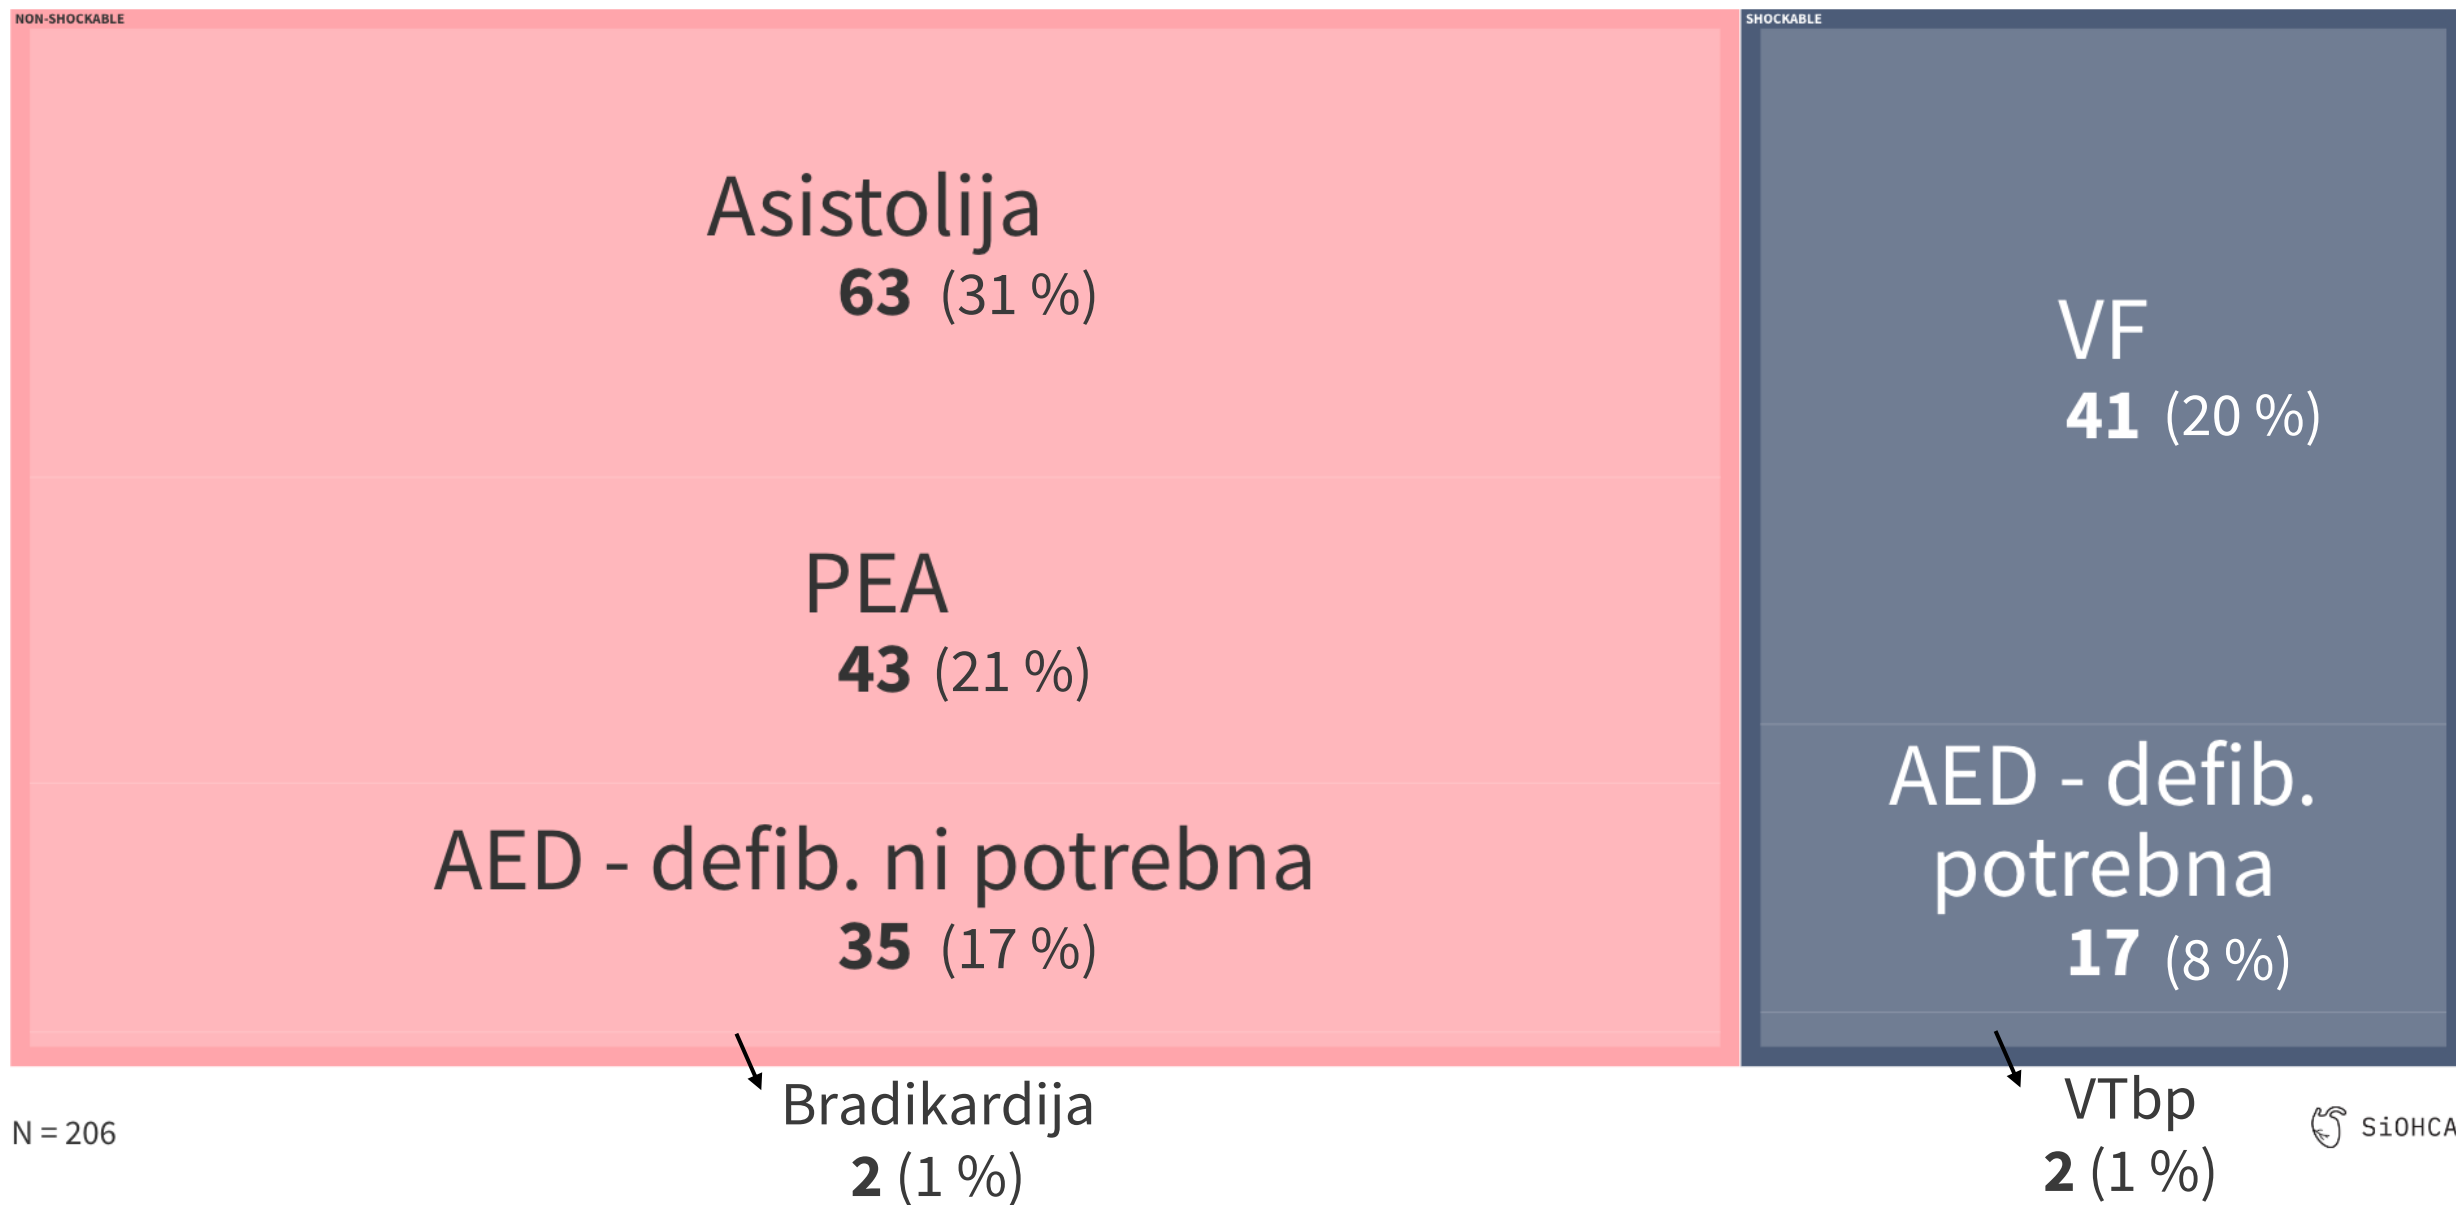 NON-SHOCKABLE
SHOCKABLE
Asistolija
63 (31 %)
PEA
43 (21 %)
AED - defib. ni potrebna
35 (17 %)
Bradikardija
2 (1 %)
VF
41 (20 %)
AED - defib.
potrebna
17 (8 %)
VTbp
2 (1 %)
N = 206
SiOHCA